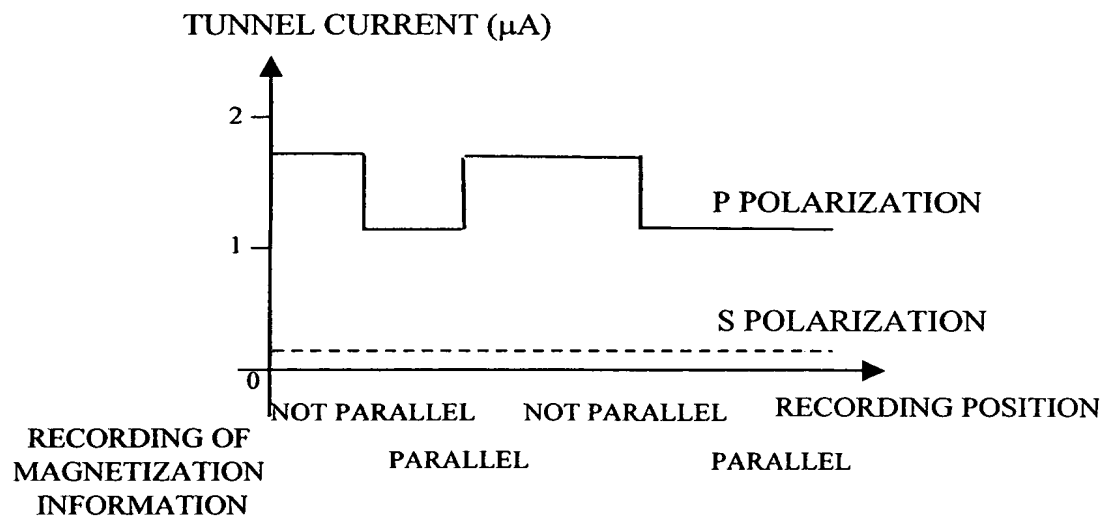 TUNNEL CURRENT (μA)
2
P POLARIZATION
1
S POLARIZATION
0
NOT PARALLEL NOT PARALLEL RECORDING POSITION
RECORDING OF
MAGNETIZATION
INFORMATION
PARALLEL PARALLEL